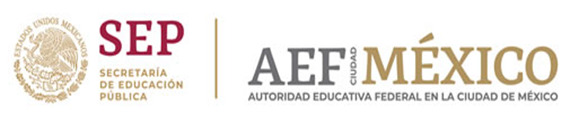 ESTADOS UNIDOS MEXICANOS
SEP
SECRETARÍA
DE EDUCACIÓN
PÚBLICA
AEF CIUDAD MÉXICO
AUTORIDAD EDUCATIVA FEDERAL EN LA CIUDAD DE MÉXICO